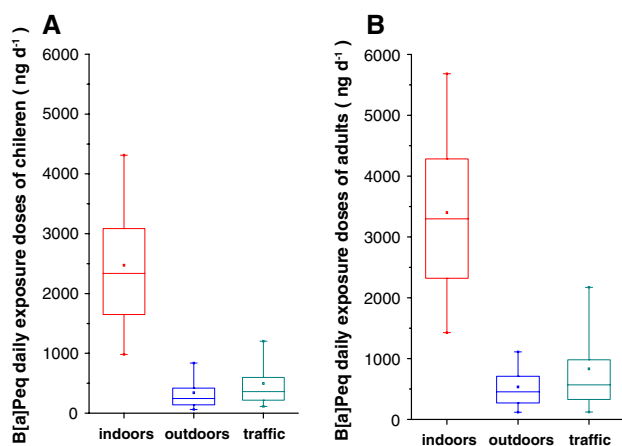 A
B[a]Peq daily exposure doses of chileren ( ng d-1)
6000
5000
4000
3000
2000
1000
0
indoors outdoors traffic
B
B[a]Peq daily exposure doses of adults ( ng d-1)
6000
5000
4000
3000
2000
1000
0
indoors outdoors traffic